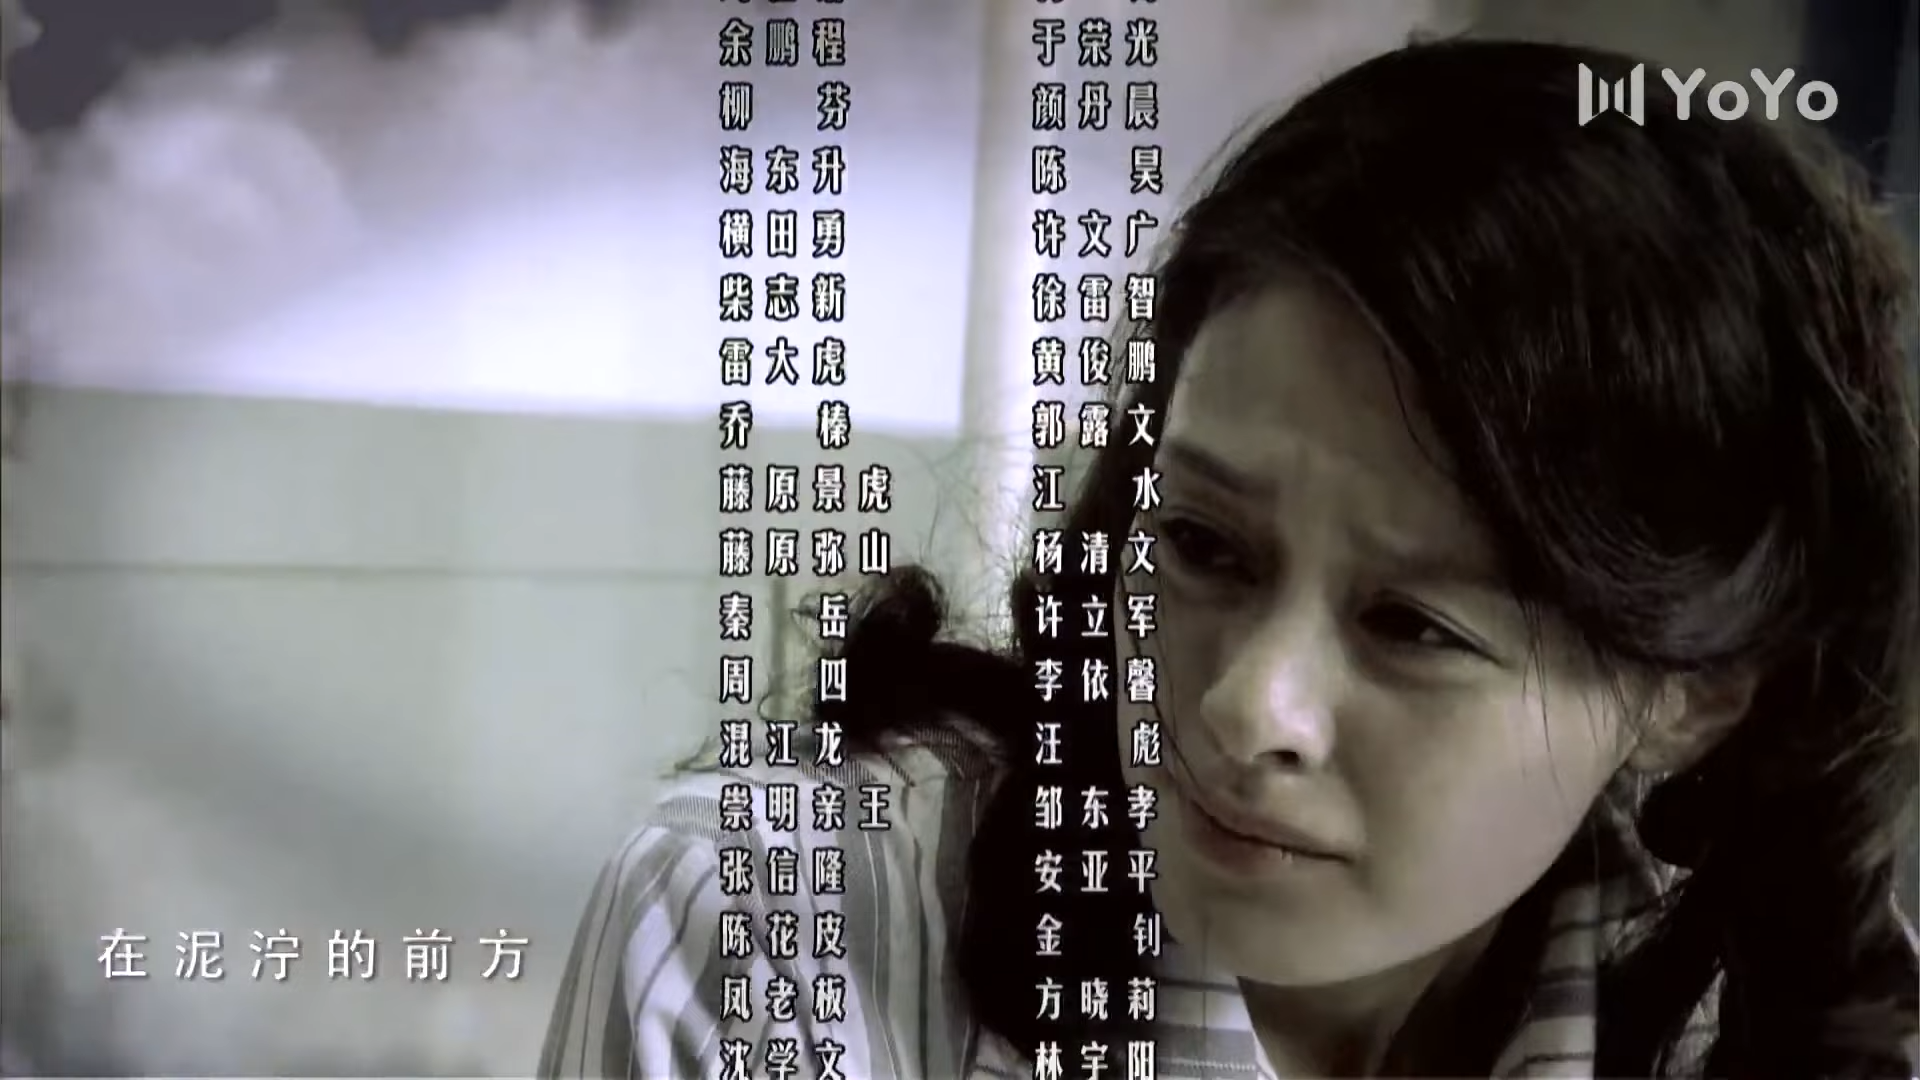 YoYo
余鹏程 于荣光
柳芬 颜丹晨
海东升 陈昊
横田勇 许文广
柴志新 徐雷智
雷大虎 黄俊鹏
乔榛 郭露文
藤原景虎 江水
藤原弥山 杨清文
秦岳 许立军
周四 李依馨
混江龙 汪彪
崇明亲王 邹东孝
张信隆 安亚平
陈花皮 金钊
凤老板 方晓莉
沈学文 林宇阳
在泥泞的前方